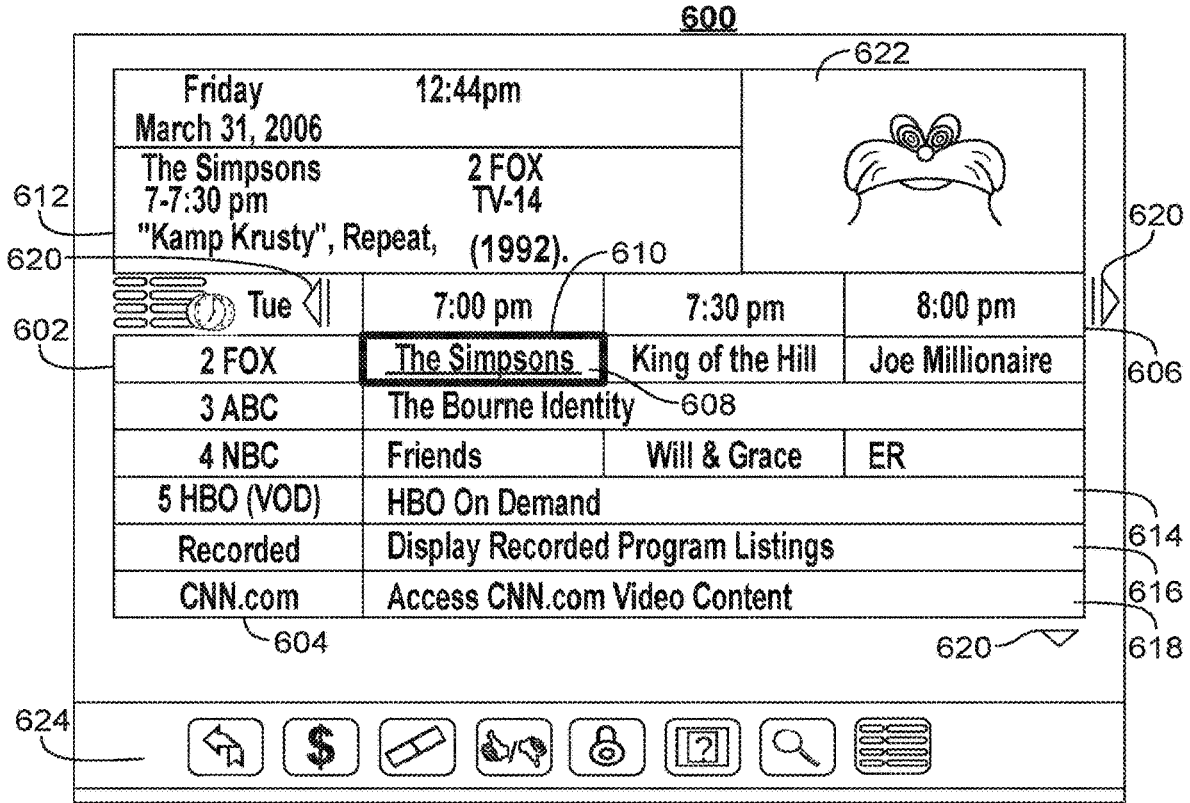 600
622
Friday 12:44pm
March 31, 2006
The Simpsons 2 FOX
7-7:30 pm TV-14
"Kamp Krusty", Repeat, (1992).
612
620
610
620
Tue 7:00 pm 7:30 pm 8:00 pm
602
606
2 FOX The Simpsons King of the Hill Joe Millionaire
608
3 ABC The Bourne Identity
4 NBC Friends Will & Grace ER
5 HBO (VOD) HBO On Demand
614
Recorded Display Recorded Program Listings
616
CNN.com Access CNN.com Video Content
618
604
620
624
$ / ?